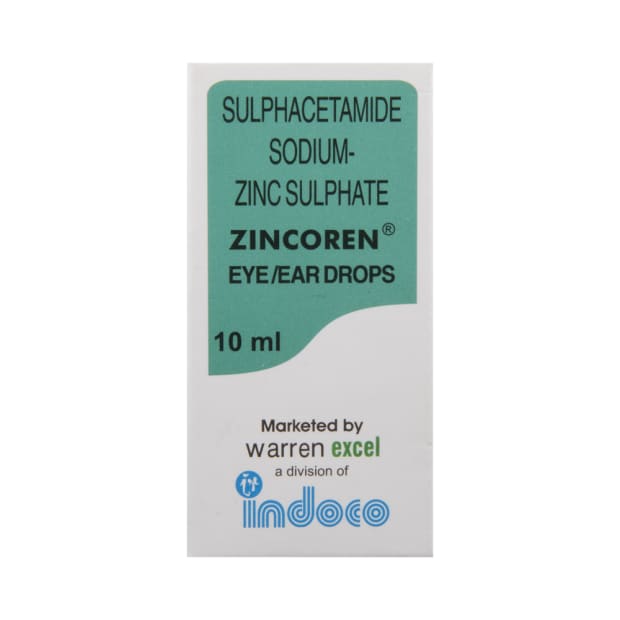 SULPHACETAMIDE
SODIUM-
ZINC SULPHATE
ZINCOREN®
EYE/EAR DROPS
10 ml
Marketed by
warren excel
a division of
indoco